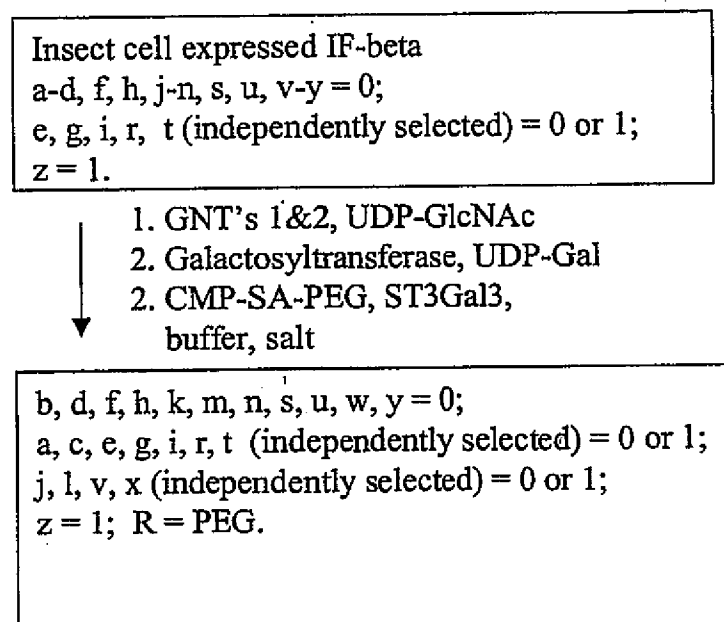 Insect cell expressed IF-beta
a-d, f, h, j-n, s, u, v-y = 0;
e, g, i, r, t (independently selected) = 0 or 1;
z = 1.
1. GNT's 1&2, UDP-GlcNAc
2. Galactosyltransferase, UDP-Gal
2. CMP-SA-PEG, ST3Gal3,
buffer, salt
b, d, f, h, k, m, n, s, u, w, y = 0;
a, c, e, g, i, r, t (independently selected) = 0 or 1;
j, l, v, x (independently selected) = 0 or 1;
z = 1; R = PEG.